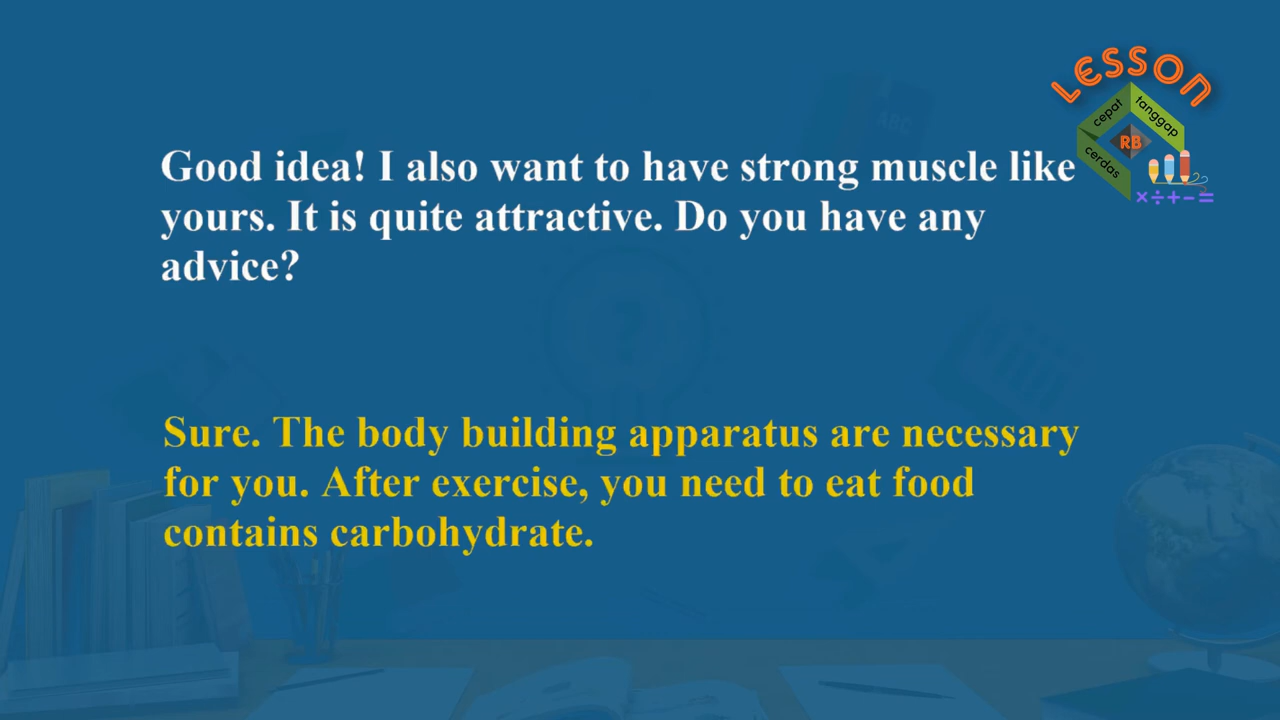 LESSON
cepat
tanggap
cerdas
RB
×÷+−=
Good idea! I also want to have strong muscle like
yours. It is quite attractive. Do you have any
advice?
Sure. The body building apparatus are necessary
for you. After exercise, you need to eat food
contains carbohydrate.